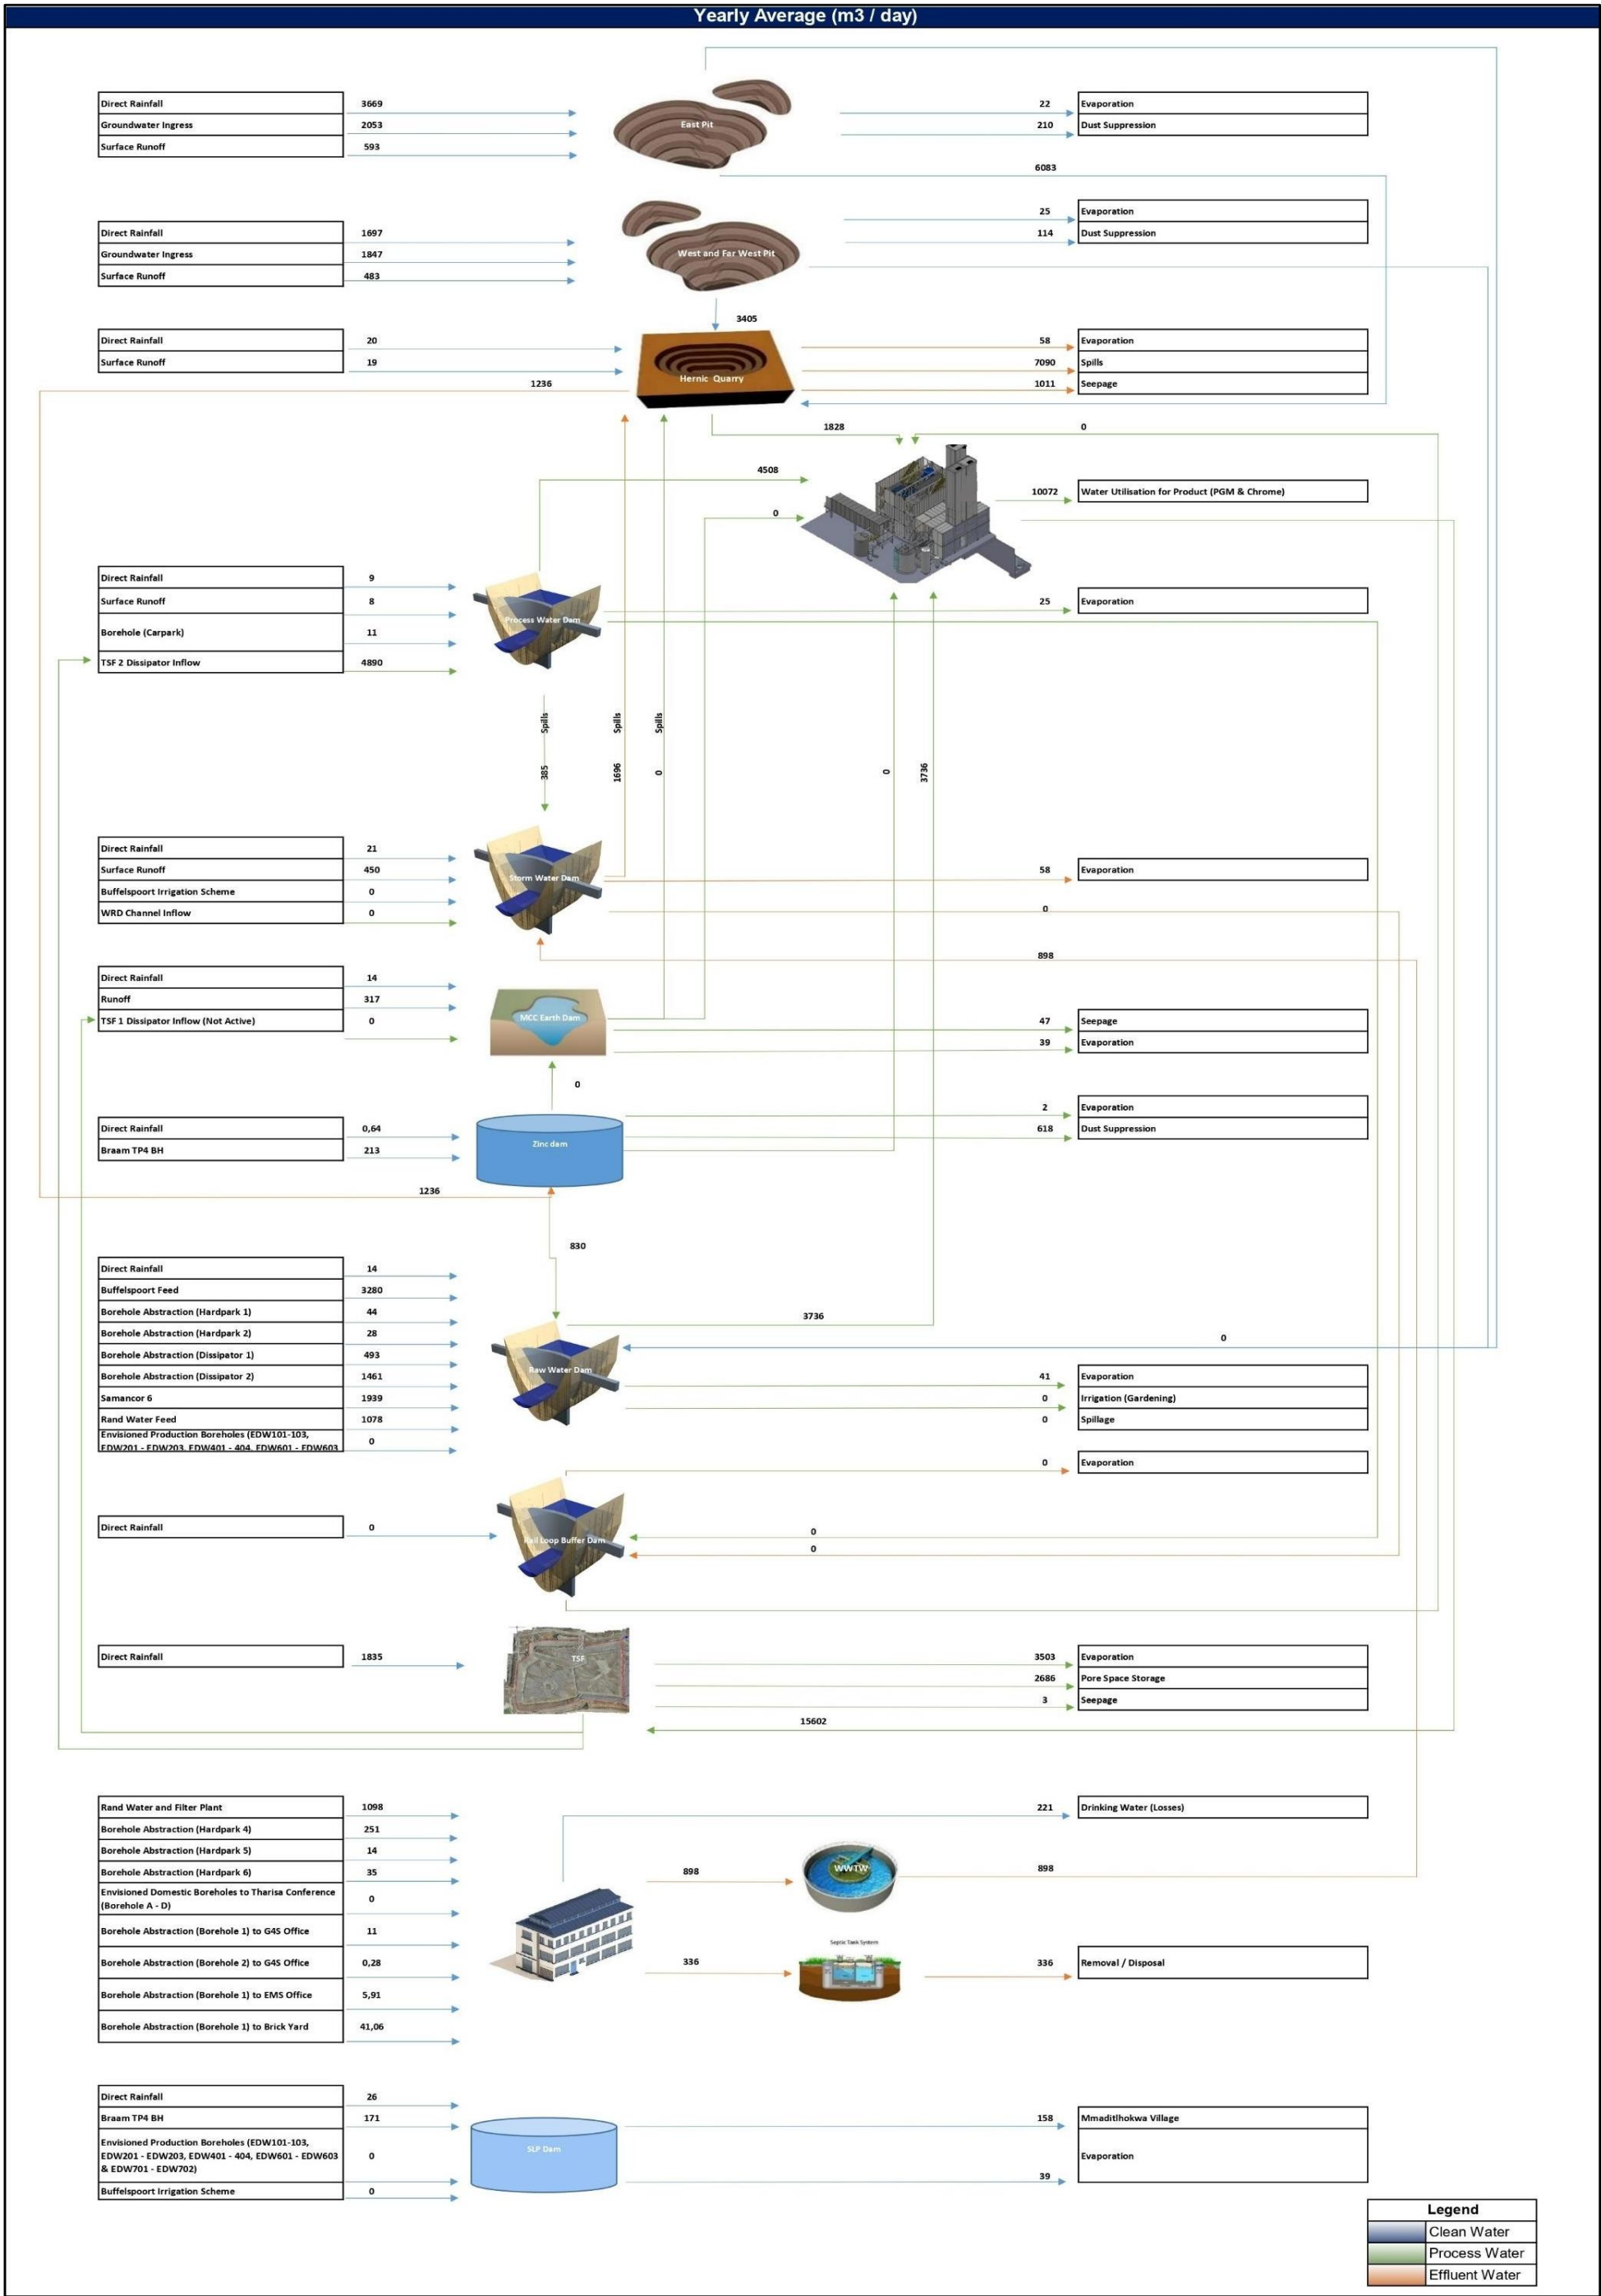 Yearly Average (m3 / day)
Direct Rainfall 3669
Groundwater Ingress 2053
Surface Runoff 593
East Pit
22 Evaporation
210 Dust Suppression
6083
Direct Rainfall 1697
Groundwater Ingress 1847
Surface Runoff 483
West and Far West Pit
25 Evaporation
114 Dust Suppression
3405
Direct Rainfall 20
Surface Runoff 19
Hernic Quarry
58 Evaporation
7090 Spills
1011 Seepage
1236
1828
0
4508
0
10072 Water Utilisation for Product (PGM & Chrome)
Direct Rainfall 9
Surface Runoff 8
Borehole (Carpark) 11
TSF 2 Dissipator Inflow 4890
Process Water Dam
25 Evaporation
Spills
385
Spills
1696
Spills
0
0
3736
Direct Rainfall 21
Surface Runoff 450
Buffelspoort Irrigation Scheme 0
WRD Channel Inflow 0
Storm Water Dam
58 Evaporation
0
898
Direct Rainfall 14
Runoff 317
TSF 1 Dissipator Inflow (Not Active) 0
MCC Earth Dam
47 Seepage
39 Evaporation
0
Direct Rainfall 0,64
Braam TP4 BH 213
Zinc dam
2 Evaporation
618 Dust Suppression
1236
830
Direct Rainfall 14
Buffelspoort Feed 3280
Borehole Abstraction (Hardpark 1) 44
Borehole Abstraction (Hardpark 2) 28
Borehole Abstraction (Dissipator 1) 493
Borehole Abstraction (Dissipator 2) 1461
Samancor 6 1939
Rand Water Feed 1078
Envisioned Production Boreholes (EDW101-103,
EDW201 - EDW203, EDW401 - 404, EDW601 - EDW603
0
3736
0
Raw Water Dam
41 Evaporation
0 Irrigation (Gardening)
0 Spillage
0 Evaporation
Direct Rainfall 0
Rail Loop Buffer Dam
0
0
Direct Rainfall 1835
TSF
3503 Evaporation
2686 Pore Space Storage
3 Seepage
15602
Rand Water and Filter Plant 1098
Borehole Abstraction (Hardpark 4) 251
Borehole Abstraction (Hardpark 5) 14
Borehole Abstraction (Hardpark 6) 35
Envisioned Domestic Boreholes to Tharisa Conference
(Borehole A - D)
0
Borehole Abstraction (Borehole 1) to G4S Office 11
Borehole Abstraction (Borehole 2) to G4S Office 0,28
Borehole Abstraction (Borehole 1) to EMS Office 5,91
Borehole Abstraction (Borehole 1) to Brick Yard 41,06
221 Drinking Water (Losses)
898
WWTW
898
Septic Tank System
336
336 Removal / Disposal
Direct Rainfall 26
Braam TP4 BH 171
Envisioned Production Boreholes (EDW101-103,
EDW201 - EDW203, EDW401 - 404, EDW601 - EDW603
& EDW701 - EDW702)
0
Buffelspoort Irrigation Scheme 0
SLP Dam
158 Mmaditlhokwa Village
Evaporation
39
Legend
Clean Water
Process Water
Effluent Water